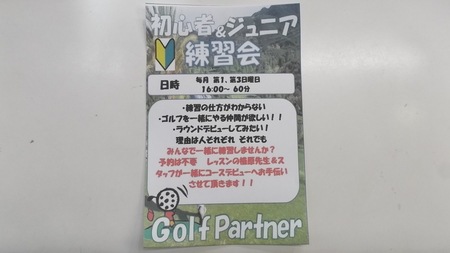 初心者&ジュニア
練習会
日時
毎月 第1、第3日曜日
16:00～ 60分
・練習の仕方がわからない
・ゴルフを一緒にやる仲間が欲しい！！
・ラウンドデビューしてみたい！
理由は人それぞれ それでも
みんなで一緒に練習しませんか？
予約は不要 レッスンの楠原先生＆ス
タッフが一緒にコースデビューへお手伝い
させて頂きます！！
Golf Partner